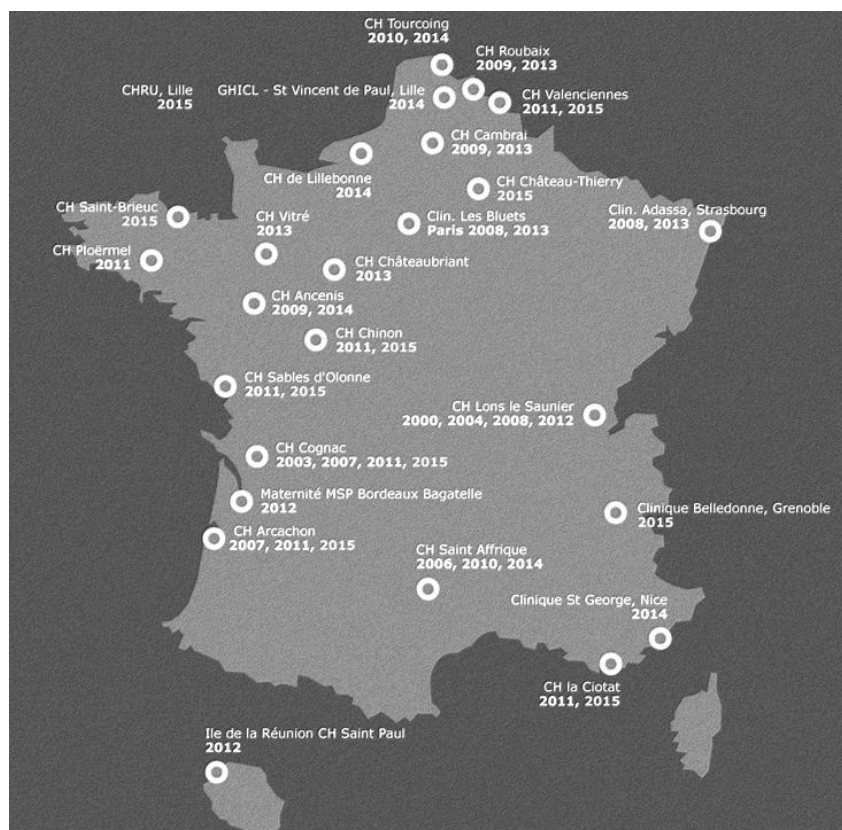 CH Tourcoing
2010, 2014
CH Roubaix
2009, 2013
CHRU, Lille
2015
GHICL - St Vincent de Paul, Lille
2014
CH Valenciennes
2011, 2015
CH Cambrai
2009, 2013
CH de Lillebonne
2014
CH Château-Thierry
2015
CH Saint-Brieuc
2015
CH Vitré
2013
Clin. Les Bluets
Paris 2008, 2013
Clin. Adassa, Strasbourg
2008, 2013
CH Ploërmel
2011
CH Châteaubriant
2013
CH Ancenis
2009, 2014
CH Chinon
2011, 2015
CH Sables d'Olonne
2011, 2015
CH Lons le Saunier
2000, 2004, 2008, 2012
CH Cognac
2003, 2007, 2011, 2015
Maternité MSP Bordeaux Bagatelle
2012
Clinique Belledonne, Grenoble
2015
CH Arcachon
2007, 2011, 2015
CH Saint Affrique
2006, 2010, 2014
Clinique St George, Nice
2014
CH la Ciotat
2011, 2015
Ile de la Réunion CH Saint Paul
2012